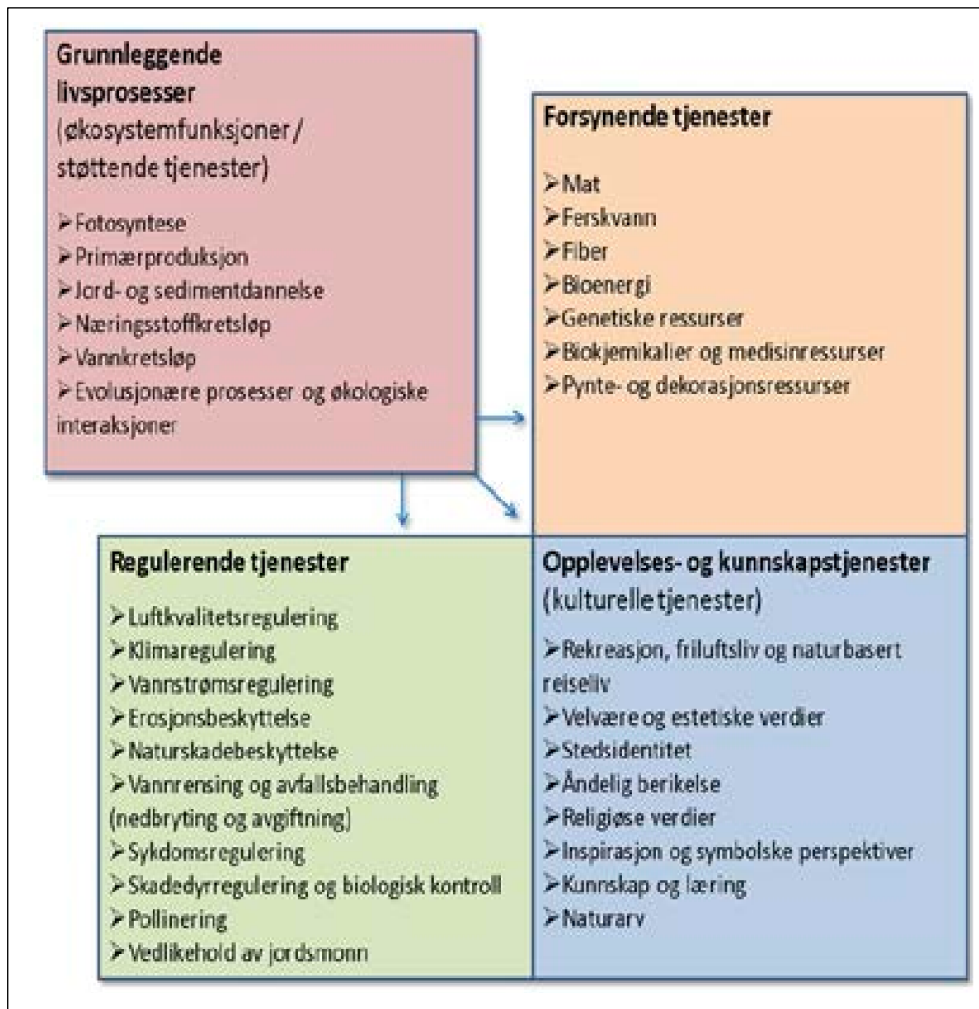 Grunnleggende
livsprosesser
(økosystemfunksjoner/
støttende tjenester)
➢Fotosyntese
➢Primærproduksjon
➢Jord- og sedimentdannelse
➢Næringsstoffkretsløp
➢Vannkretsløp
➢Evolusjonære prosesser og økologiske
interaksjoner
Forsynende tjenester
➢Mat
➢Ferskvann
➢Fiber
➢Bioenergi
➢Genetiske ressurser
➢Biokjemikalier og medisinressurser
➢Pynte- og dekorasjonsressurser
Regulerende tjenester
➢Luftkvalitetsregulering
➢Klimaregulering
➢Vannstrømsregulering
➢Erosjonsbeskyttelse
➢Naturskadebeskyttelse
➢Vannrensing og avfallsbehandling
(nedbryting og avgiftning)
➢Sykdomsregulering
➢Skadedyrregulering og biologisk kontroll
➢Pollinering
➢Vedlikehold av jordsmonn
Opplevelses- og kunnskapstjenester
(kulturelle tjenester)
➢Rekreasjon, friluftsliv og naturbasert
reiseliv
➢Velvære og estetiske verdier
➢Stedsidentitet
➢Åndelig berikelse
➢Religiøse verdier
➢Inspirasjon og symbolske perspektiver
➢Kunnskap og læring
➢Naturarv